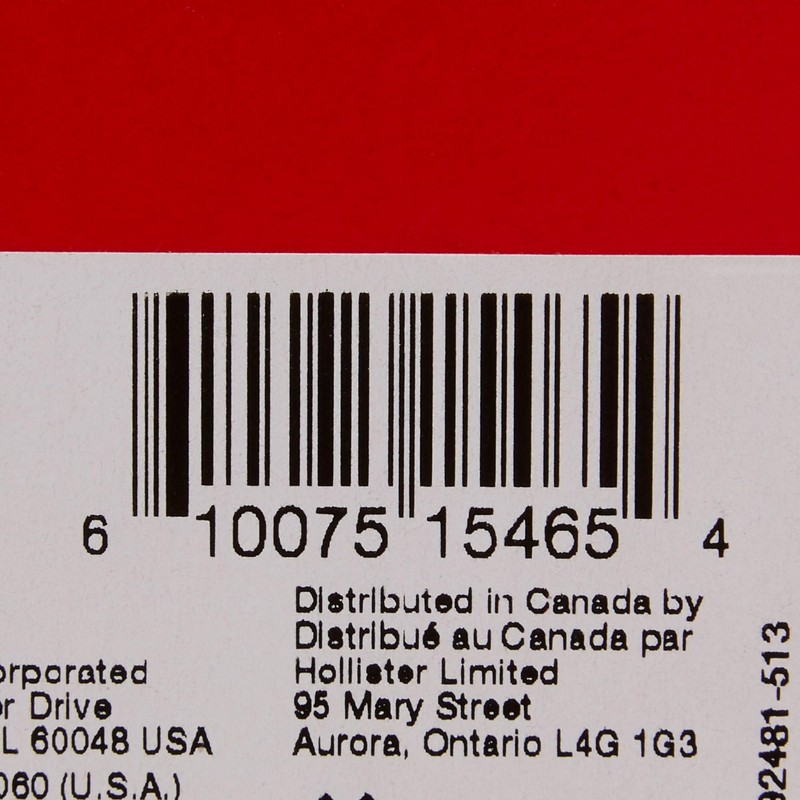 6 10075 15465 4
Distributed in Canada by
Distribué au Canada par
Hollister Limited
95 Mary Street
Aurora, Ontario L4G 1G3
orporated
r Drive
L 60048 USA
060 (U.S.A.)
92481-513